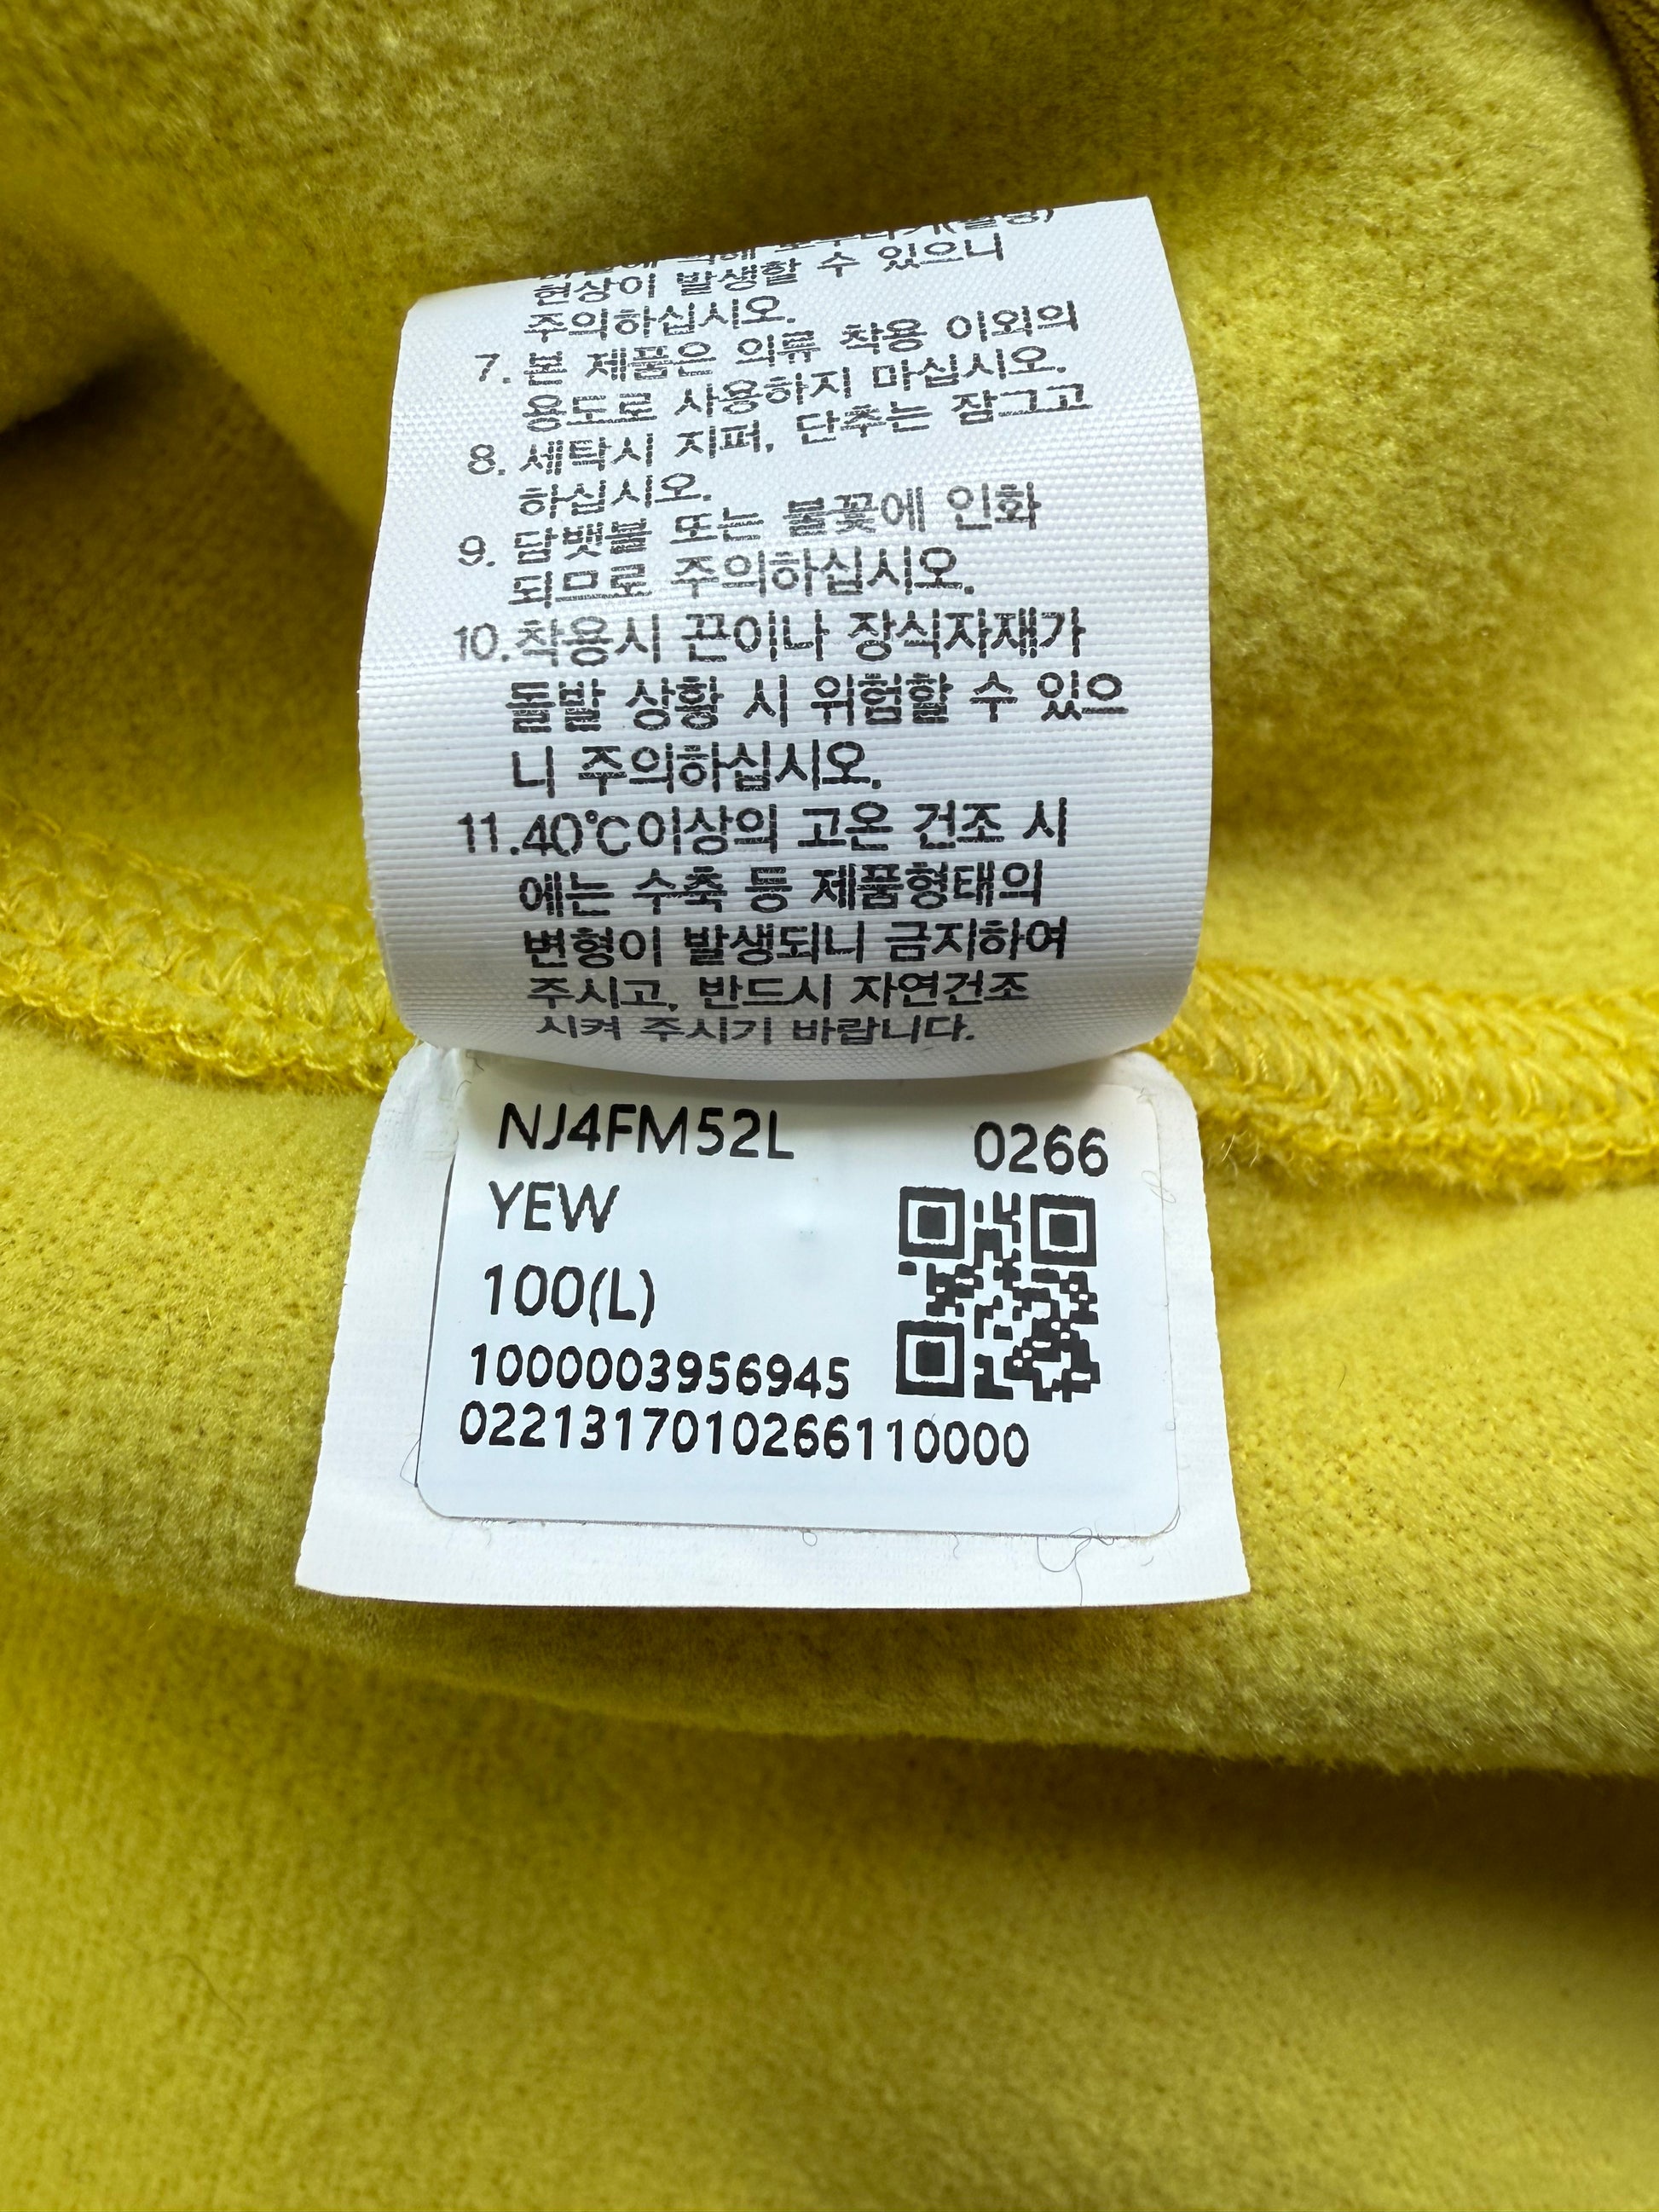 현상이 발생할 수 있으니
주의하십시오.
7. 본 제품은 의류 착용 이외의
용도로 사용하지 마십시오.
8. 세탁시 지퍼, 단추는 잠그고
하십시오.
9. 담뱃불 또는 불꽃에 인화
되므로 주의하십시오.
10.착용시 끈이나 장식자재가
돌발 상황 시 위험할 수 있으
니 주의하십시오.
11.40℃이상의 고온 건조 시
에는 수축 등 제품형태의
변형이 발생되니 금지하여
주시고, 반드시 자연건조
시켜 주시기 바랍니다.
NJ4FM52L
0266
YEW
100(L)
1000003956945
0221317010266110000